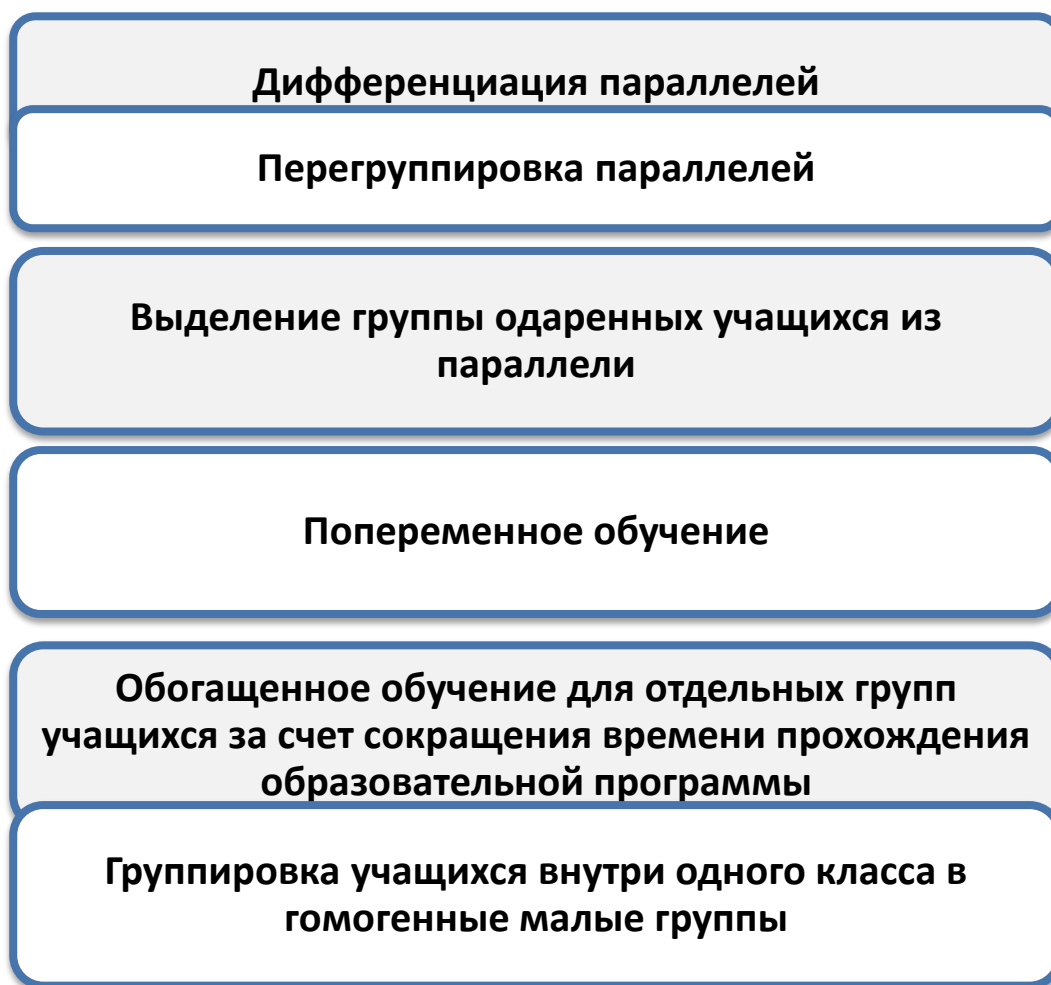 Дифференциация параллелей
Перегруппировка параллелей
Выделение группы одаренных учащихся из
параллели
Попеременное обучение
Обогащенное обучение для отдельных групп
учащихся за счет сокращения времени прохождения
образовательной программы
Группировка учащихся внутри одного класса в
гомогенные малые группы